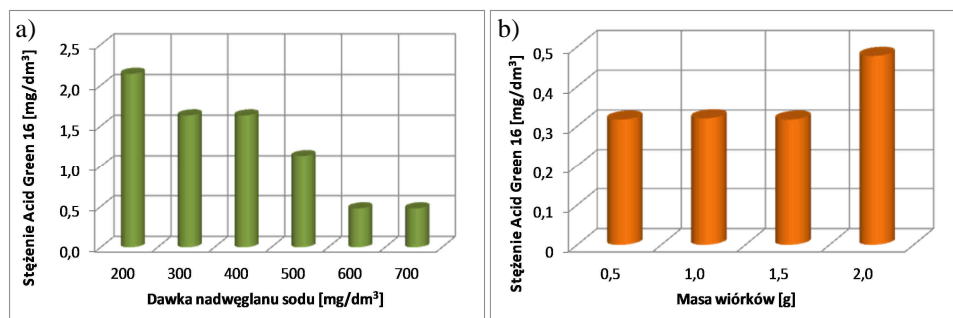 a)
Stężenie Acid Green 16 [mg/dm³]
2,5
2,0
1,5
1,0
0,5
0,0
200 300 400 500 600 700
Dawka nadwęglanu sodu [mg/dm³]
b)
Stężenie Acid Green 16 [mg/dm³]
0,5
0,4
0,3
0,2
0,1
0
0,5 1,0 1,5 2,0
Masa wiórków [g]